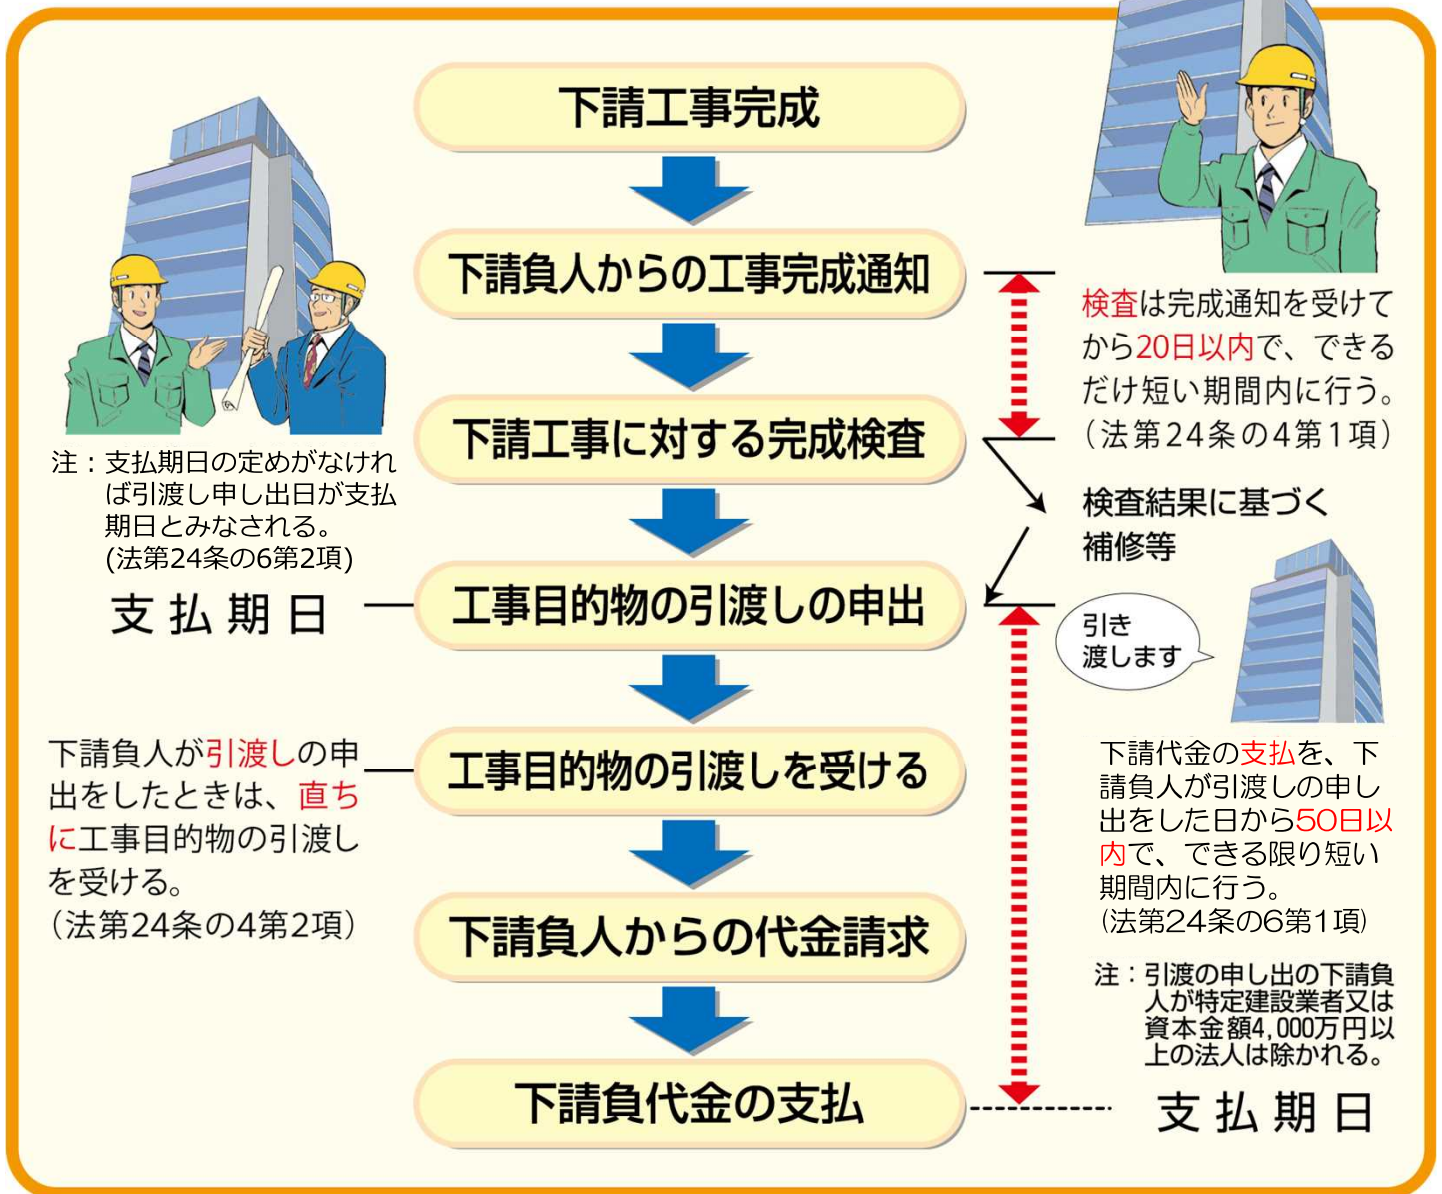 下請工事完成
下請負人からの工事完成通知
検査は完成通知を受けて
から20日以内で、できる
だけ短い期間内に行う。
（法第24条の4第1項）
下請工事に対する完成検査
注：支払期日の定めがなけれ
ば引渡し申し出日が支払
期日とみなされる。
(法第24条の6第2項)
検査結果に基づく
補修等
支払期日
工事目的物の引渡しの申出
引き
渡します
下請負人が引渡しの申
出をしたときは、直ち
に工事目的物の引渡し
を受ける。
（法第24条の4第2項）
工事目的物の引渡しを受ける
下請代金の支払を、下
請負人が引渡しの申し
出をした日から50日以
内で、できる限り短い
期間内に行う。
(法第24条の6第1項)
下請負人からの代金請求
注：引渡の申し出の下請負
人が特定建設業者又は
資本金額4,000万円以
上の法人は除かれる。
下請負代金の支払
支払期日